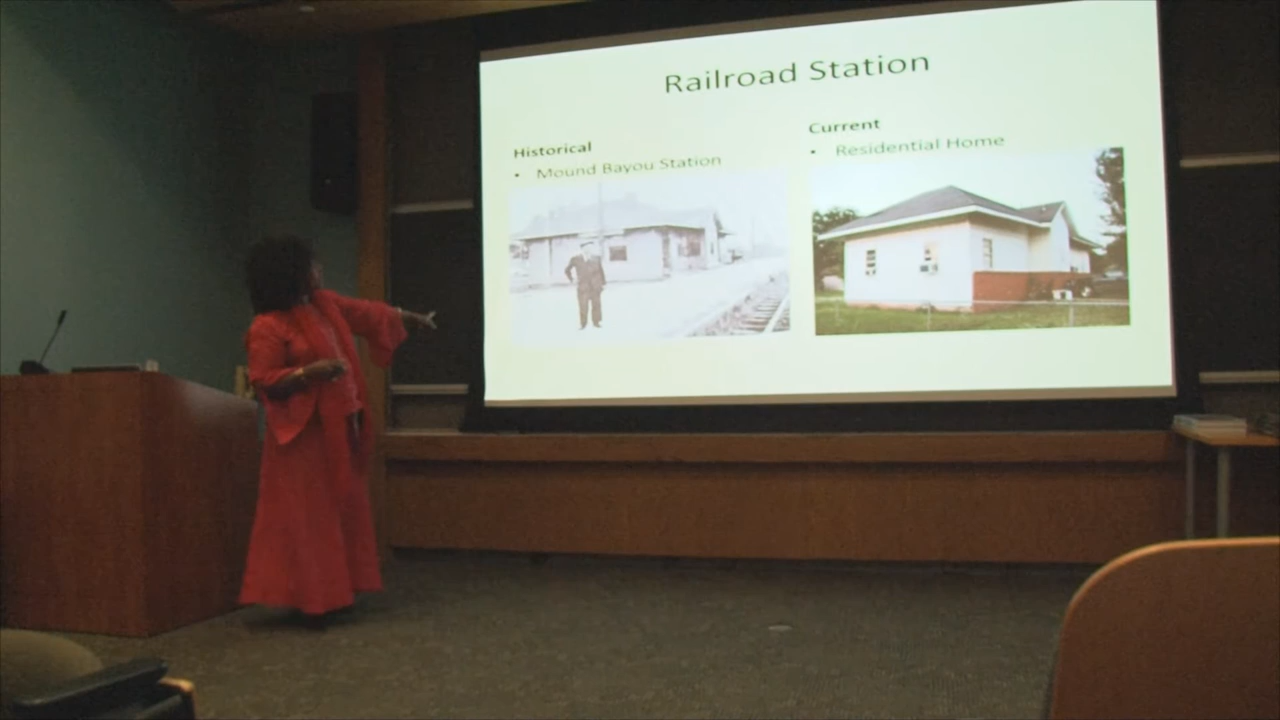 Railroad Station
Historical
• Mound Bayou Station
Current
• Residential Home